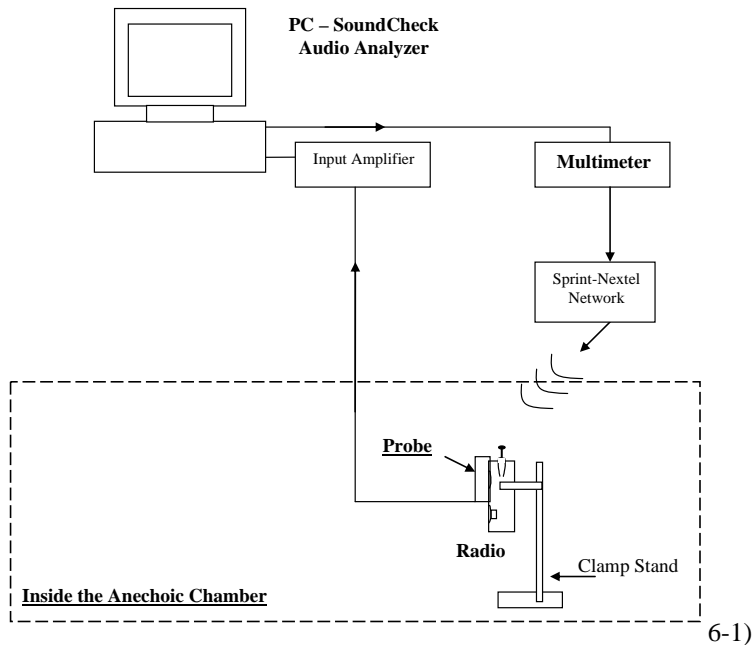 PC – SoundCheck
Audio Analyzer
Input Amplifier
Multimeter
Sprint-Nextel
Network
Probe
Radio
Clamp Stand
Inside the Anechoic Chamber
6-1)